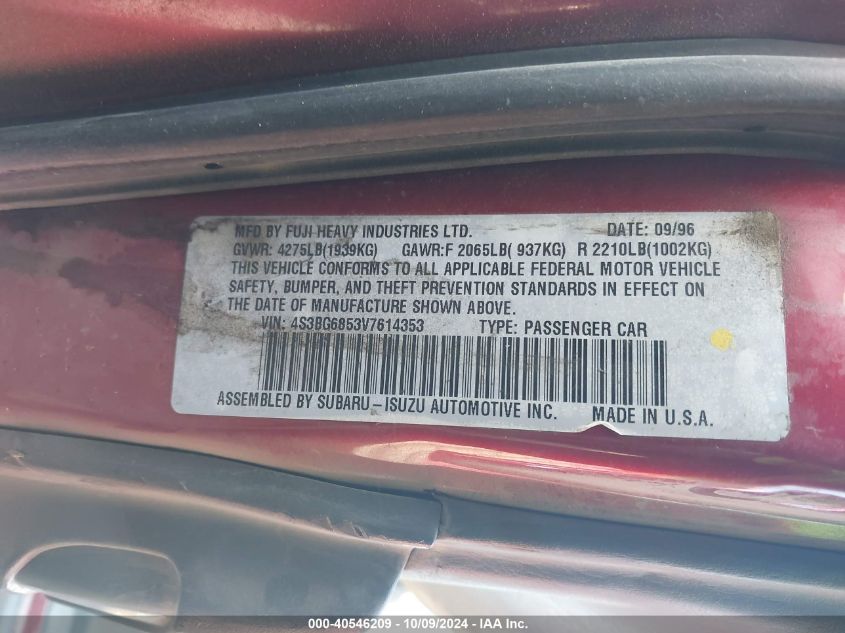 MFD BY FUJI HEAVY INDUSTRIES LTD. DATE: 09/96
GVWR: 4275LB(1939KG) GAWR:F 2065LB( 937KG) R 2210LB(1002KG)
THIS VEHICLE CONFORMS TO ALL APPLICABLE FEDERAL MOTOR VEHICLE
SAFETY, BUMPER, AND THEFT PREVENTION STANDARDS IN EFFECT ON
THE DATE OF MANUFACTURE SHOWN ABOVE.
VIN: 4S3BG6853V7614353 TYPE: PASSENGER CAR
ASSEMBLED BY SUBARU-ISUZU AUTOMOTIVE INC. MADE IN U.S.A.
000-40546209 - 10/09/2024 - IAA Inc.